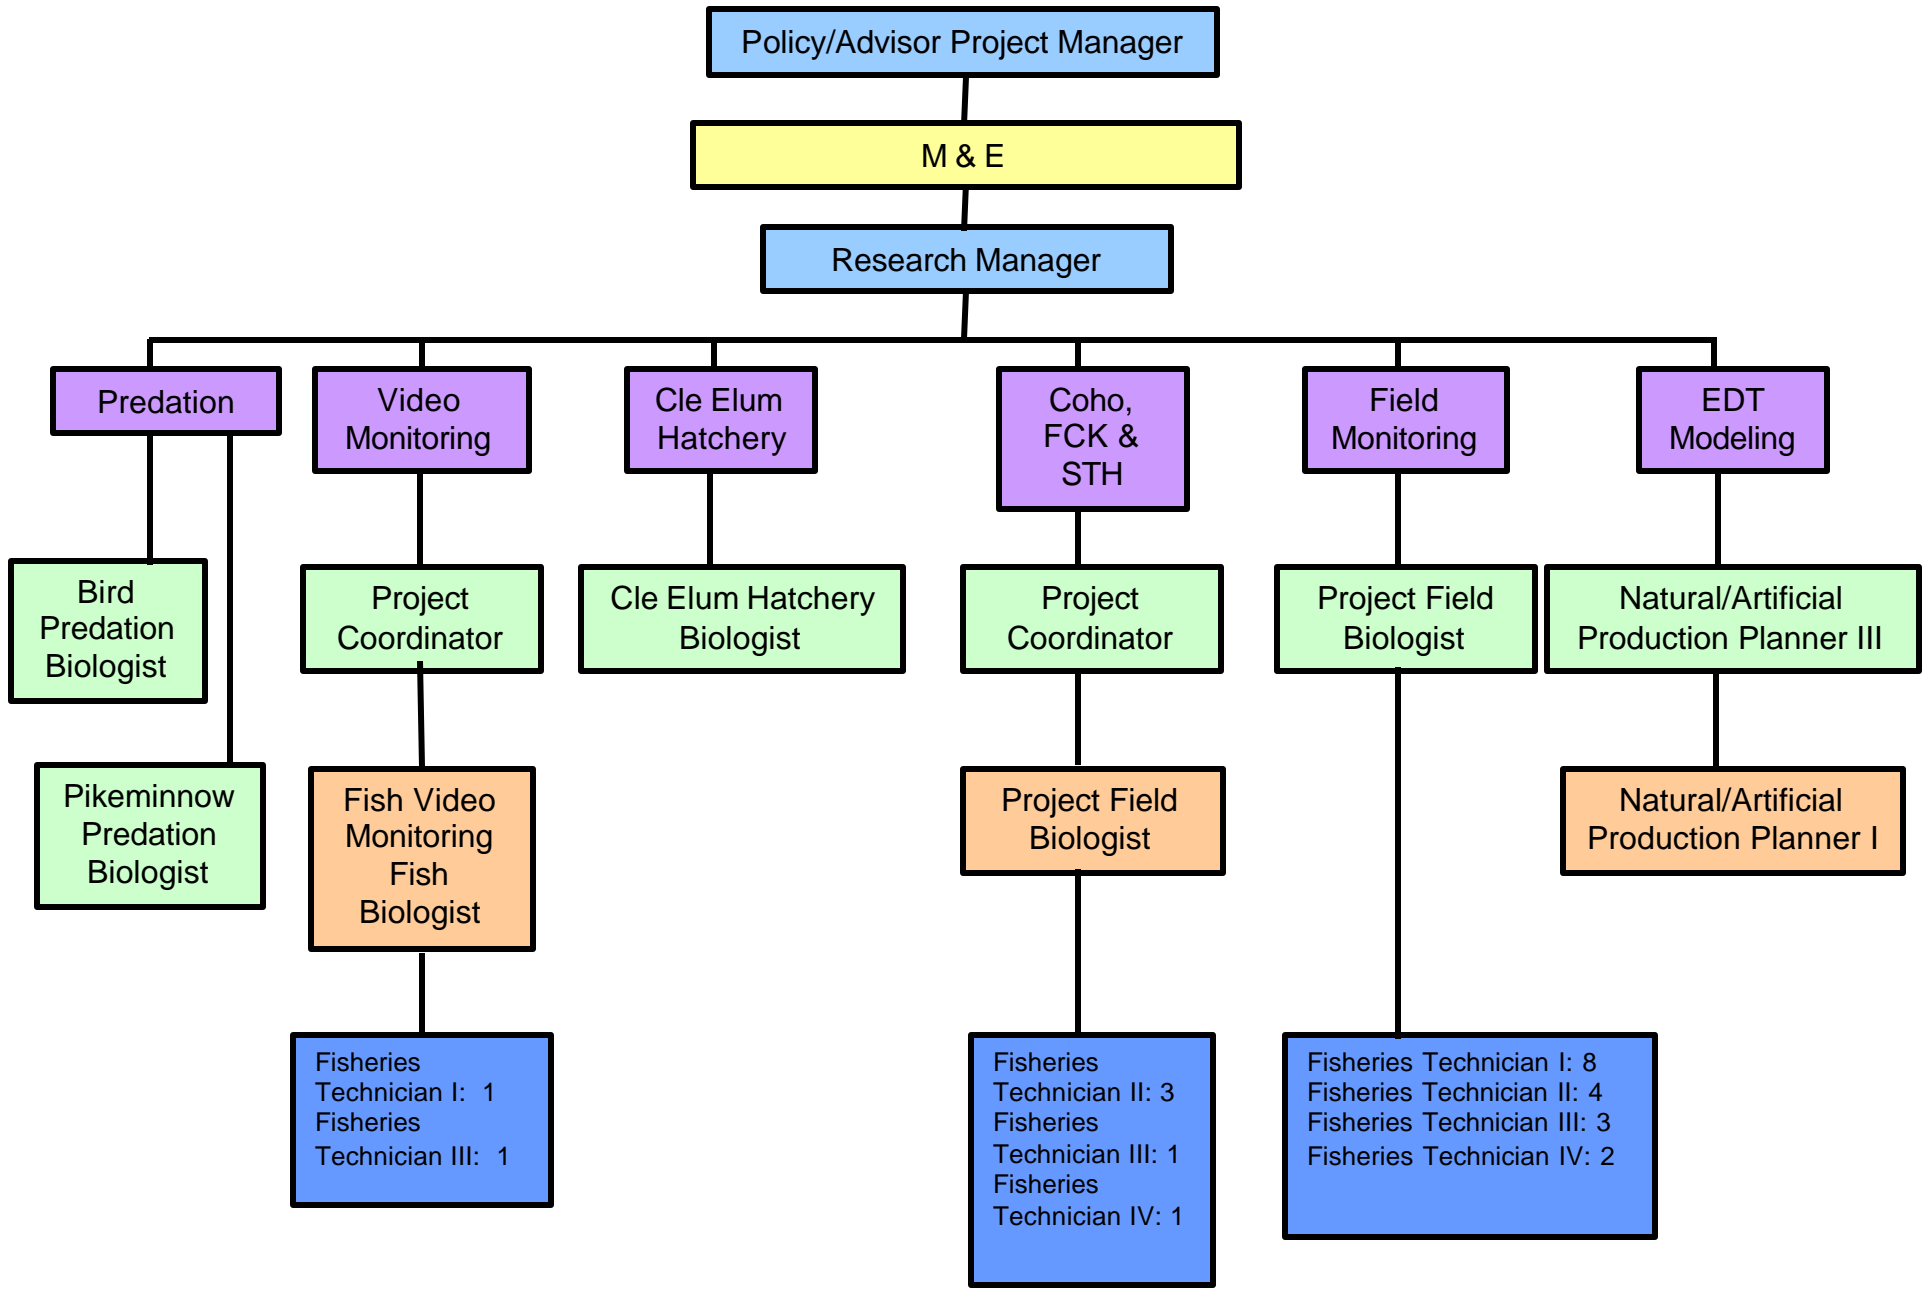 Policy/Advisor Project Manager
M & E
Research Manager
Predation
Video
Monitoring
Cle Elum
Hatchery
Coho,
FCK &
STH
Field
Monitoring
EDT
Modeling
Bird
Predation
Biologist
Project
Coordinator
Cle Elum Hatchery
Biologist
Project
Coordinator
Project Field
Biologist
Natural/Artificial
Production Planner III
Pikeminnow
Predation
Biologist
Fish Video
Monitoring
Fish
Biologist
Project Field
Biologist
Natural/Artificial
Production Planner I
Fisheries
Technician I: 1
Fisheries
Technician III: 1
Fisheries
Technician II: 3
Fisheries
Technician III: 1
Fisheries
Technician IV: 1
Fisheries Technician I: 8
Fisheries Technician II: 4
Fisheries Technician III: 3
Fisheries Technician IV: 2